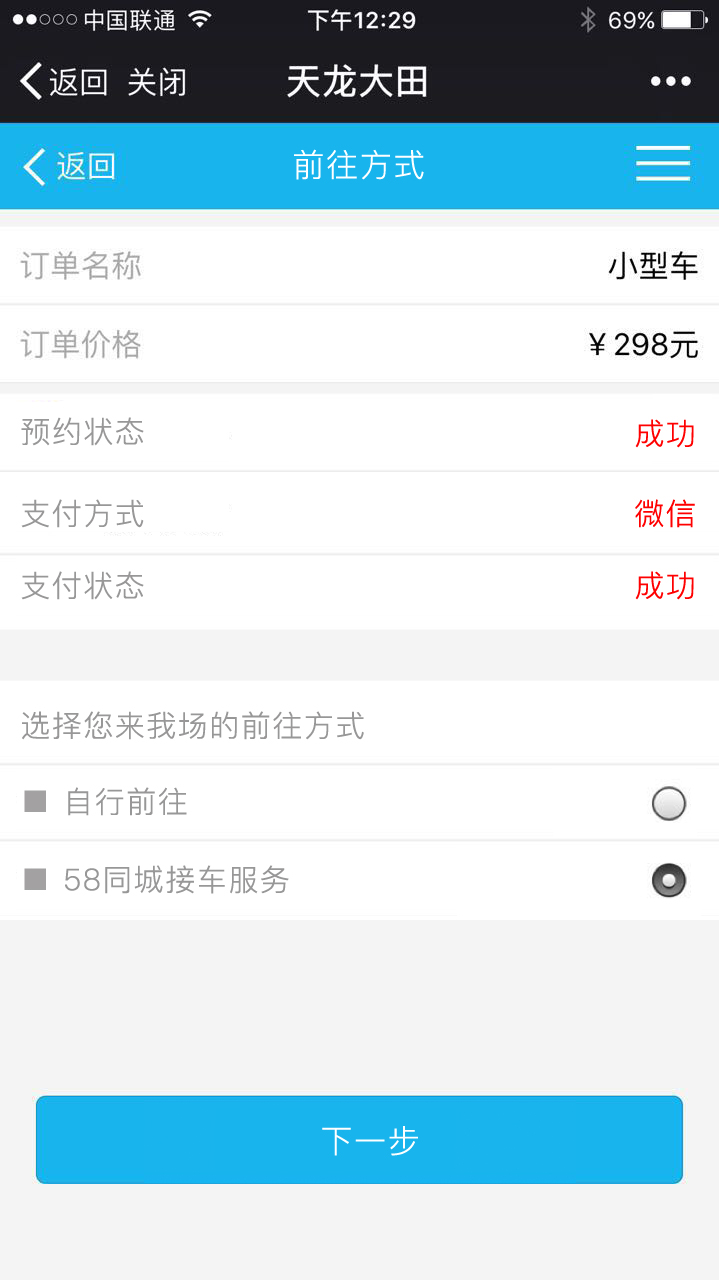 中国联通 下午12:29 69%
返回 关闭 天龙大田
返回 前往方式
订单名称 小型车
订单价格 ¥298元
预约状态 成功
支付方式 微信
支付状态 成功
选择您来我场的前往方式
自行前往
58同城接车服务
下一步